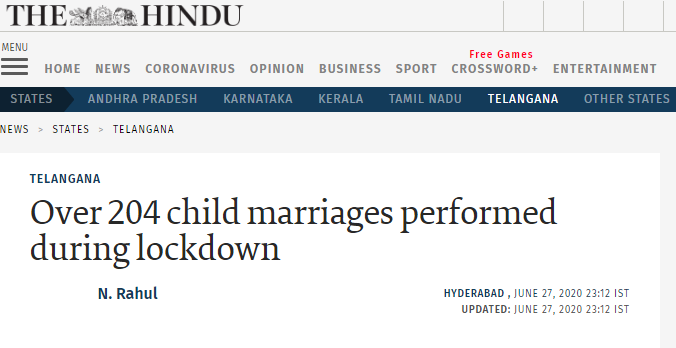 THE HINDU
MENU
Free Games
HOME NEWS CORONAVIRUS OPINION BUSINESS SPORT CROSSWORD+ ENTERTAINMENT
STATES ANDHRA PRADESH KARNATAKA KERALA TAMIL NADU TELANGANA OTHER STATES
NEWS > STATES > TELANGANA
TELANGANA
Over 204 child marriages performed
during lockdown
N. Rahul
HYDERABAD , JUNE 27, 2020 23:12 IST
UPDATED: JUNE 27, 2020 23:12 IST